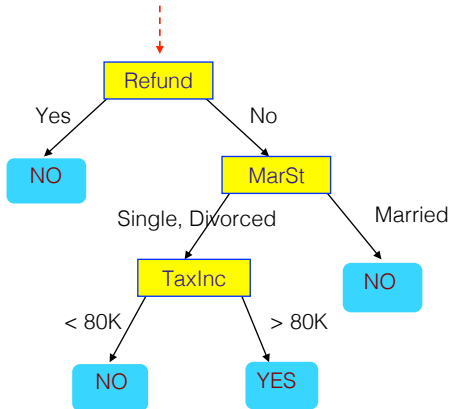 Refund
Yes
No
NO
MarSt
Single, Divorced
Married
TaxInc
NO
< 80K
> 80K
NO
YES